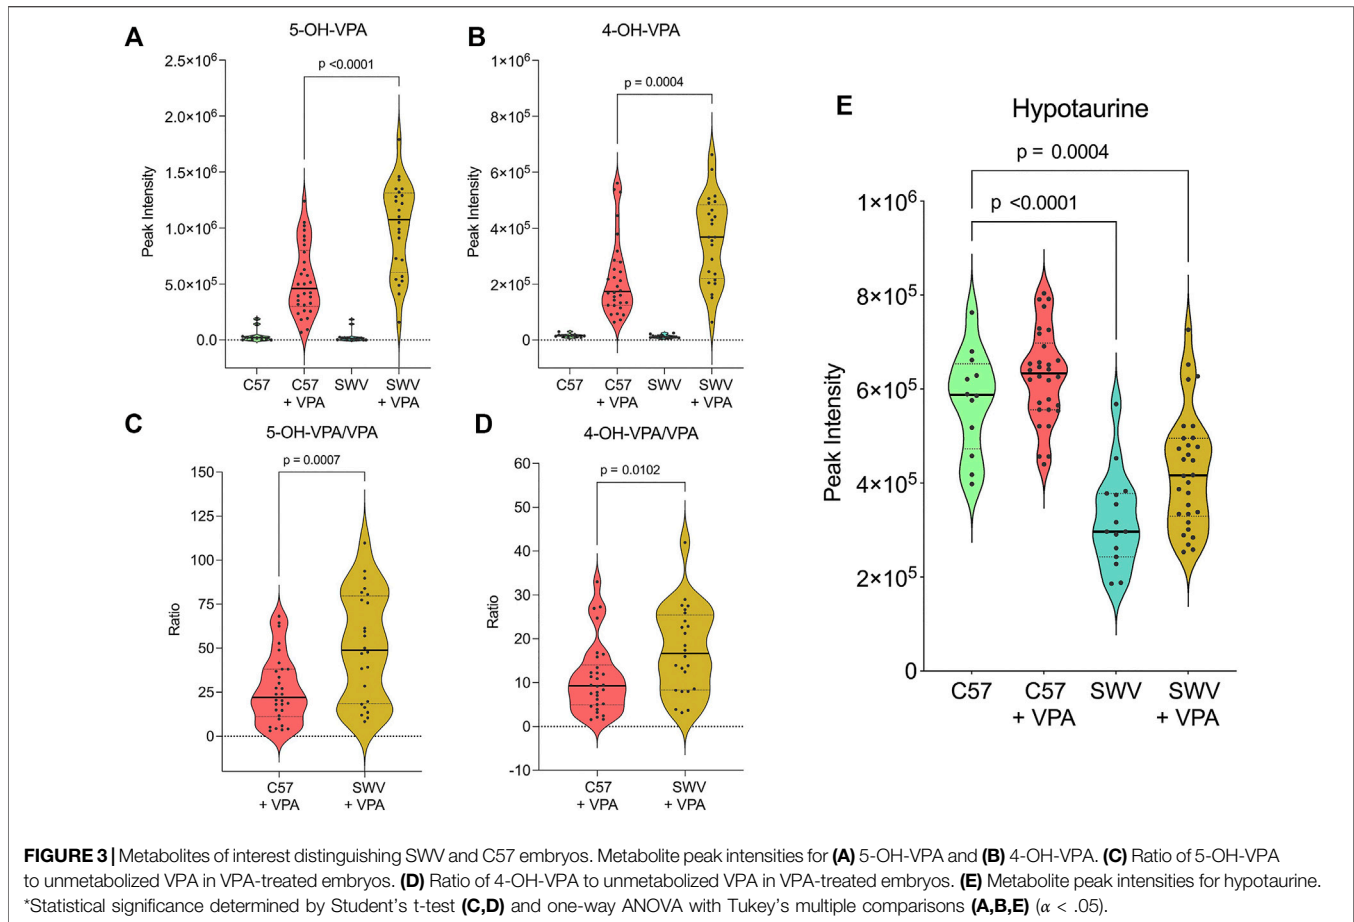 A
5-OH-VPA
p <0.0001
2.5×10⁶
2.0×10⁶
1.5×10⁶
1.0×10⁶
5.0×10⁵
0.0
Peak Intensity
C57
C57
+ VPA
SWV
SWV
+ VPA
B
4-OH-VPA
p = 0.0004
1×10⁶
8×10⁵
6×10⁵
4×10⁵
2×10⁵
0
Peak Intensity
C57
C57
+ VPA
SWV
SWV
+ VPA
C
5-OH-VPA/VPA
p = 0.0007
150
125
100
75
50
25
0
Ratio
C57
+ VPA
SWV
+ VPA
D
4-OH-VPA/VPA
p = 0.0102
60
50
40
30
20
10
0
-10
Ratio
C57
+ VPA
SWV
+ VPA
E
Hypotaurine
p = 0.0004
p <0.0001
1×10⁶
8×10⁵
6×10⁵
4×10⁵
2×10⁵
0
Peak Intensity
C57
C57
+ VPA
SWV
SWV
+ VPA
FIGURE 3 | Metabolites of interest distinguishing SWV and C57 embryos. Metabolite peak intensities for (A) 5-OH-VPA and (B) 4-OH-VPA. (C) Ratio of 5-OH-VPA
to unmetabolized VPA in VPA-treated embryos. (D) Ratio of 4-OH-VPA to unmetabolized VPA in VPA-treated embryos. (E) Metabolite peak intensities for hypotaurine.
*Statistical significance determined by Student's t-test (C,D) and one-way ANOVA with Tukey's multiple comparisons (A,B,E) (α < .05).